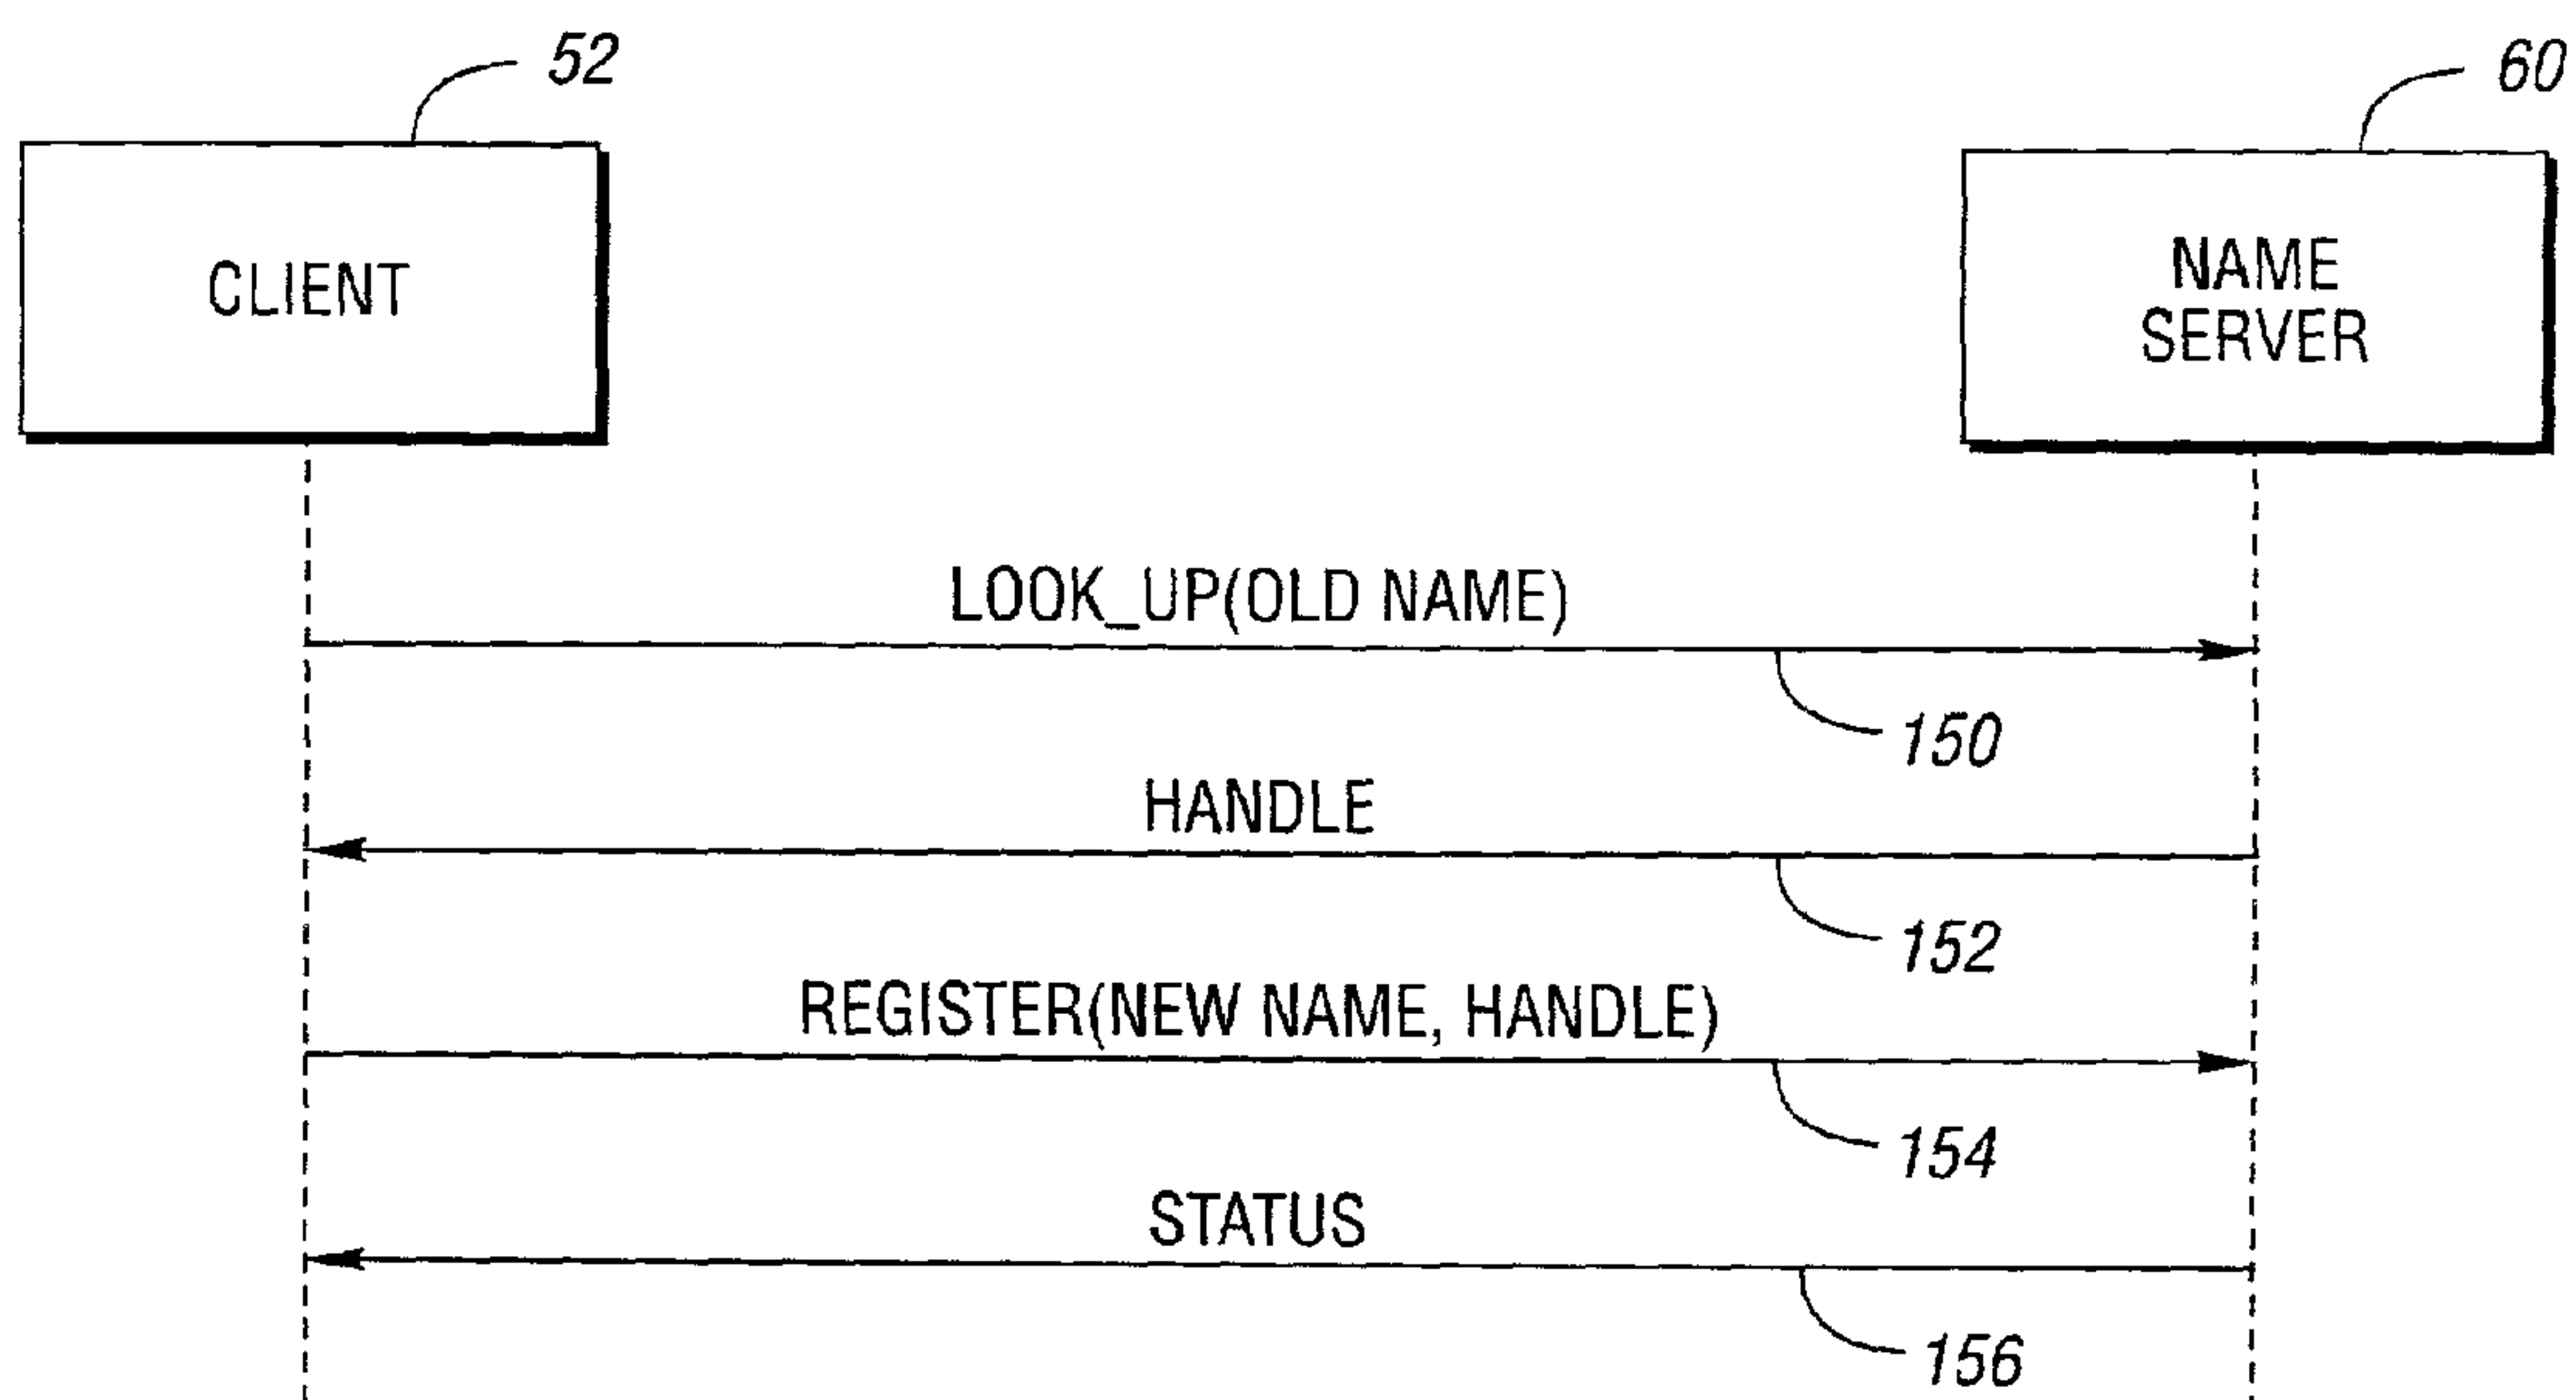 52
60
CLIENT
NAME
SERVER
LOOK_UP(OLD NAME)
150
HANDLE
152
REGISTER(NEW NAME, HANDLE)
154
STATUS
156